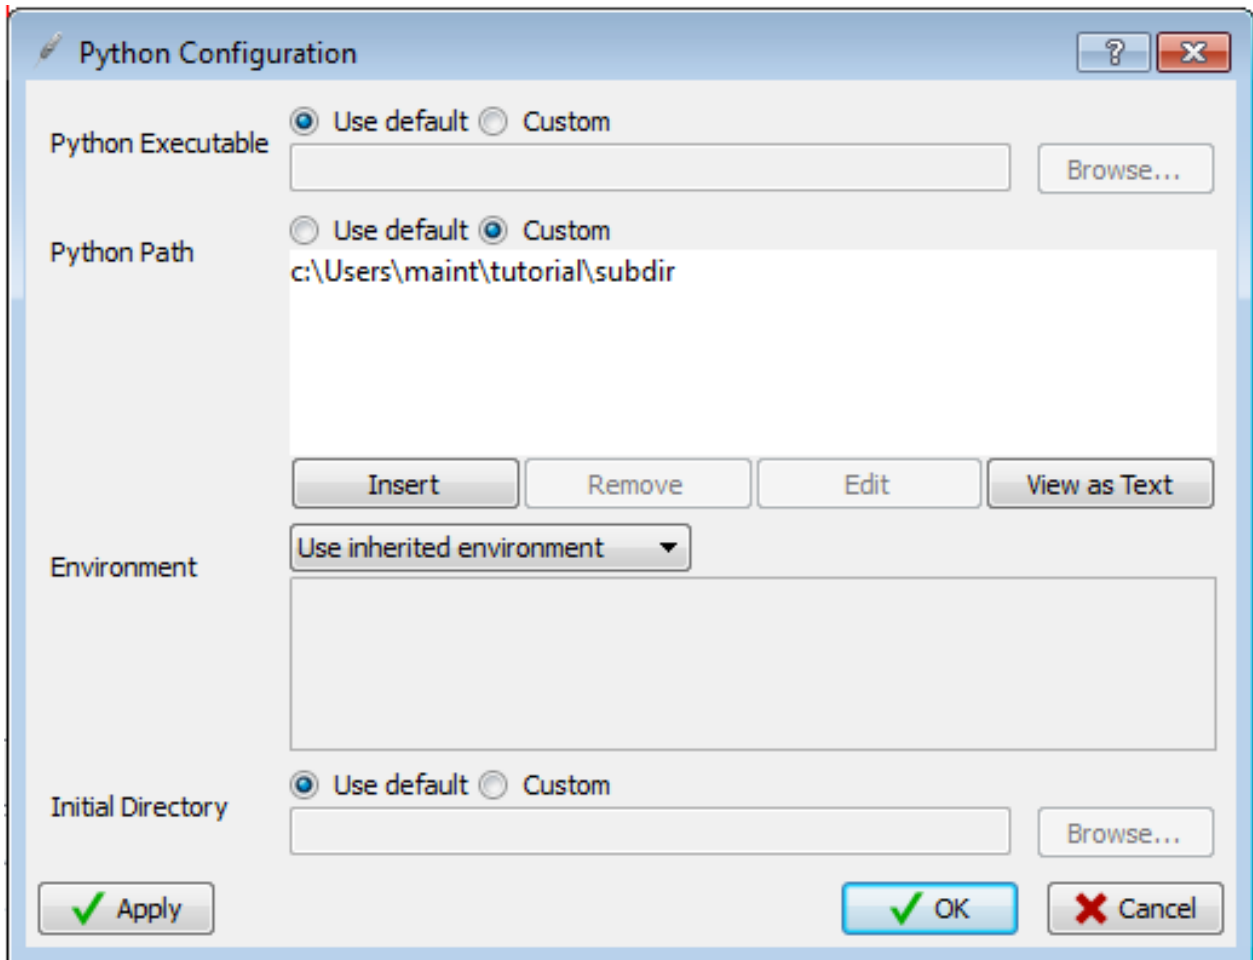 Python Configuration
?
Use default Custom
Python Executable
Browse...
Use default Custom
Python Path
c:\Users\maint\tutorial\subdir
Insert Remove Edit View as Text
Use inherited environment
Environment
Use default Custom
Initial Directory
Browse...
Apply OK Cancel